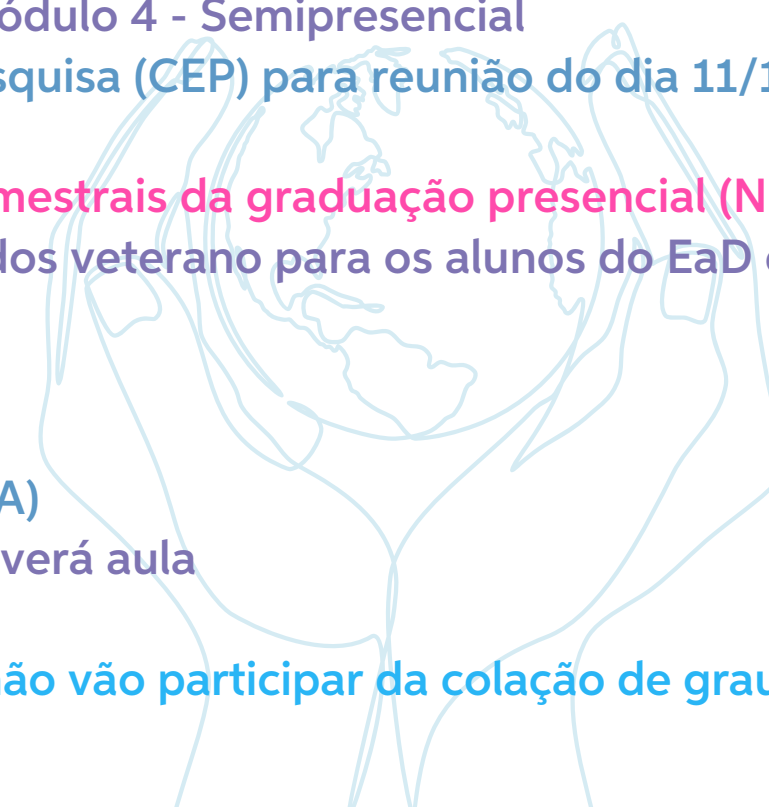 ódulo 4 - Semipresencial
squisa (CEP) para reunião do dia 11/1
mestrais da graduação presencial (N
dos veterano para os alunos do EaD
A)
verá aula
não vão participar da colação de grau